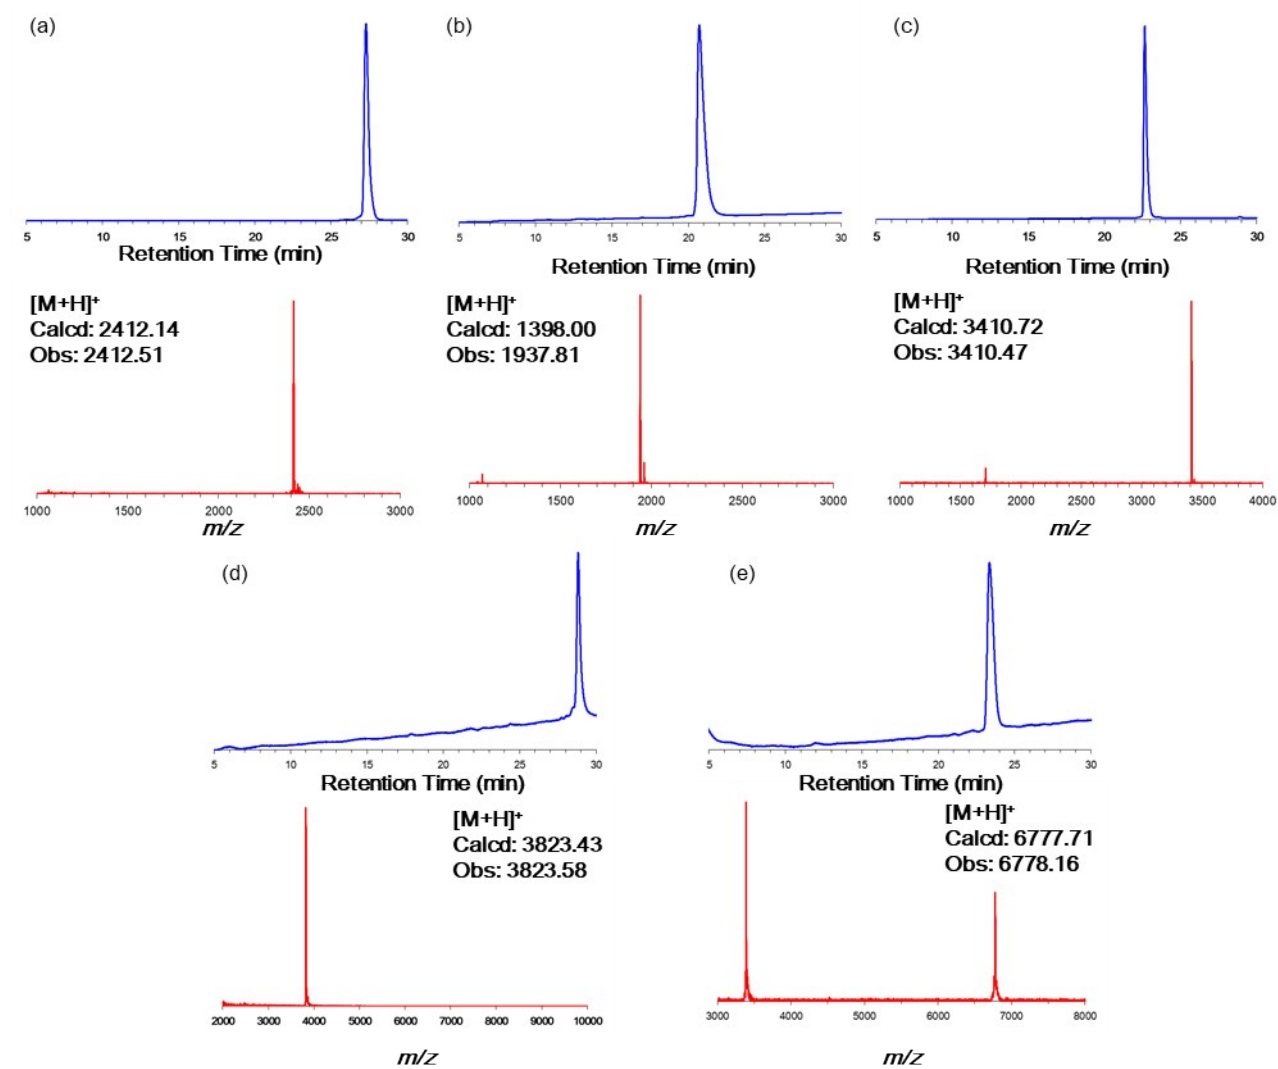 (a)
(b)
(c)
5 10 15 20 25 30
Retention Time (min)
5 10 15 20 25 30
Retention Time (min)
5 10 15 20 25 30
Retention Time (min)
[M+H]+
Calcd: 2412.14
Obs: 2412.51
1000 1500 2000 2500 3000
m/z
[M+H]+
Calcd: 1398.00
Obs: 1937.81
1000 1500 2000 2500 3000
m/z
[M+H]+
Calcd: 3410.72
Obs: 3410.47
1000 1500 2000 2500 3000 3500 4000
m/z
(d)
(e)
5 10 15 20 25 30
Retention Time (min)
5 10 15 20 25 30
Retention Time (min)
[M+H]+
Calcd: 3823.43
Obs: 3823.58
2000 3000 4000 5000 6000 7000 8000 9000 10000
m/z
[M+H]+
Calcd: 6777.71
Obs: 6778.16
3000 4000 5000 6000 7000 8000
m/z